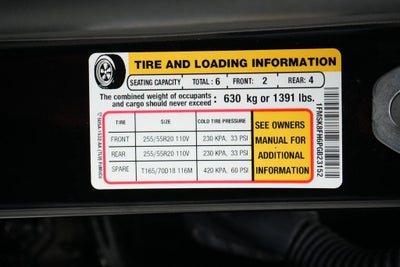 TIRE AND LOADING INFORMATION
SEATING CAPACITY TOTAL : 6 FRONT: 2 REAR: 4
The combined weight of occupants and cargo should never exceed : 630 kg or 1391 lbs.
TIRE SIZE COLD TIRE PRESSURE
FRONT 255/55R20 110V 230 KPA, 33 PSI
REAR 255/55R20 110V 230 KPA, 33 PSI
SPARE T165/70D18 116M 420 KPA, 60 PSI
SEE OWNERS
MANUAL FOR
ADDITIONAL
INFORMATION